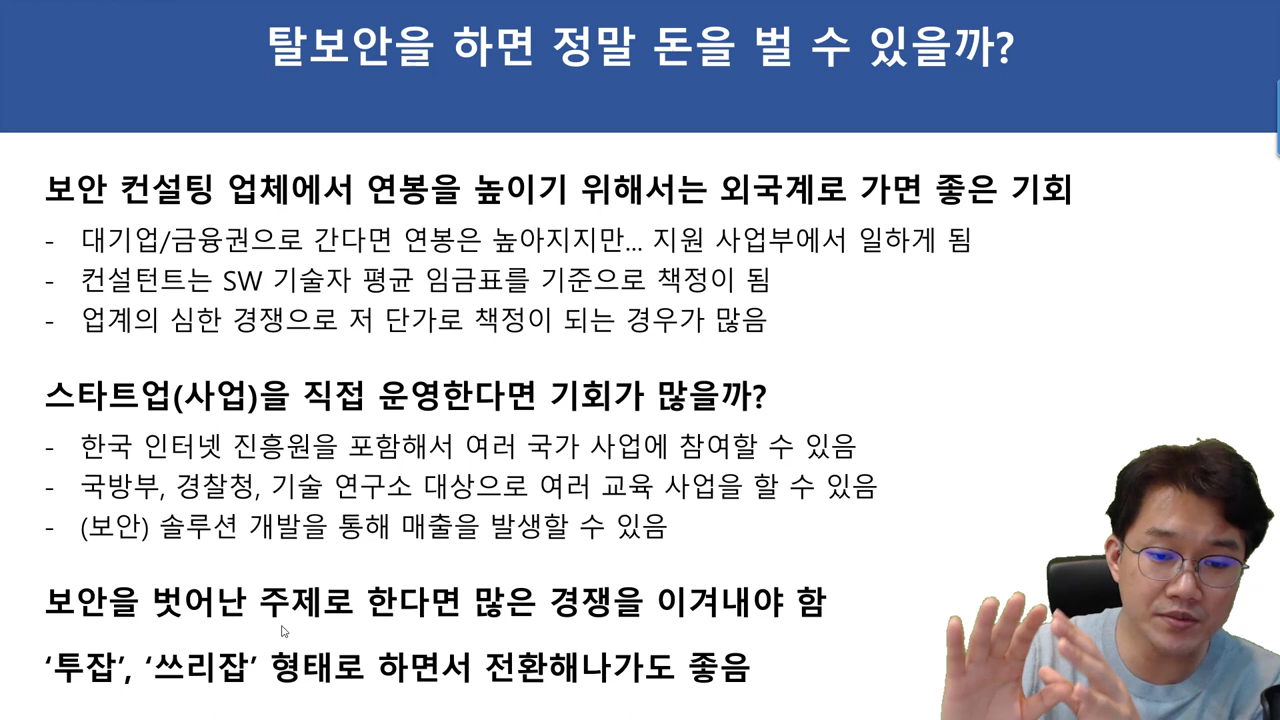 탈보안을 하면 정말 돈을 벌 수 있을까?
보안 컨설팅 업체에서 연봉을 높이기 위해서는 외국계로 가면 좋은 기회
- 대기업/금융권으로 간다면 연봉은 높아지지만... 지원 사업부에서 일하게 됨
- 컨설턴트는 SW 기술자 평균 임금표를 기준으로 책정이 됨
- 업계의 심한 경쟁으로 저 단가로 책정이 되는 경우가 많음
스타트업(사업)을 직접 운영한다면 기회가 많을까?
- 한국 인터넷 진흥원을 포함해서 여러 국가 사업에 참여할 수 있음
- 국방부, 경찰청, 기술 연구소 대상으로 여러 교육 사업을 할 수 있음
- (보안) 솔루션 개발을 통해 매출을 발생할 수 있음
보안을 벗어난 주제로 한다면 많은 경쟁을 이겨내야 함
‘투잡’, ‘쓰리잡’ 형태로 하면서 전환해나가도 좋음